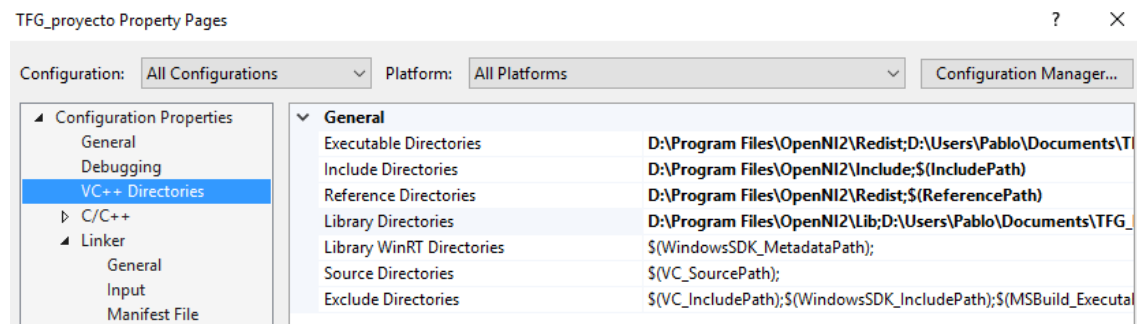 TFG_proyecto Property Pages ? ×
Configuration: All Configurations Platform: All Platforms Configuration Manager...
Configuration Properties
General
Debugging
VC++ Directories
C/C++
Linker
General
Input
Manifest File
General
Executable Directories D:\Program Files\OpenNI2\Redist;D:\Users\Pablo\Documents\TF
Include Directories D:\Program Files\OpenNI2\Include;$(IncludePath)
Reference Directories D:\Program Files\OpenNI2\Redist;$(ReferencePath)
Library Directories D:\Program Files\OpenNI2\Lib;D:\Users\Pablo\Documents\TFG_
Library WinRT Directories $(WindowsSDK_MetadataPath);
Source Directories $(VC_SourcePath);
Exclude Directories $(VC_IncludePath);$(WindowsSDK_IncludePath);$(MSBuild_Executal